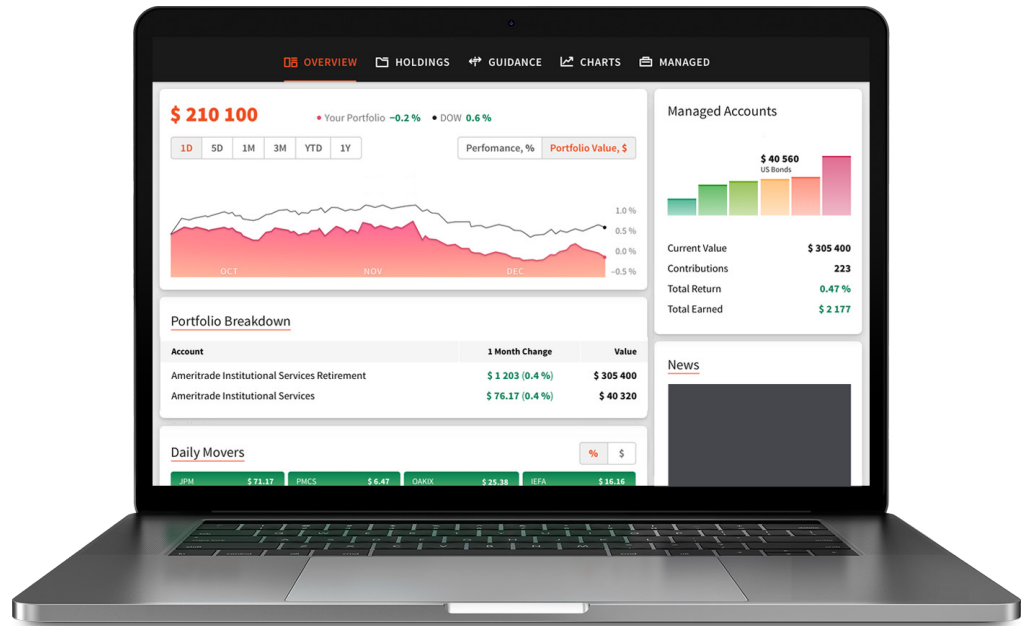 OVERVIEW HOLDINGS GUIDANCE CHARTS MANAGED
$ 210 100
Your Portfolio −0.2 % DOW 0.6 %
1D 5D 1M 3M YTD 1Y
Perfomance, % Portfolio Value, $
1.0 %
0.5 %
0.0 %
−0.5 %
OCT NOV DEC
Portfolio Breakdown
Account 1 Month Change Value
Ameritrade Institutional Services Retirement $ 1 203 (0.4 %) $ 305 400
Ameritrade Institutional Services $ 76.17 (0.4 %) $ 40 320
Daily Movers
% $
JPM $ 71.17 PMCS $ 6.47 OAKIX $ 25.38 IEFA $ 16.16
Managed Accounts
$ 40 560
US Bonds
Current Value $ 305 400
Contributions 223
Total Return 0.47 %
Total Earned $ 2 177
News